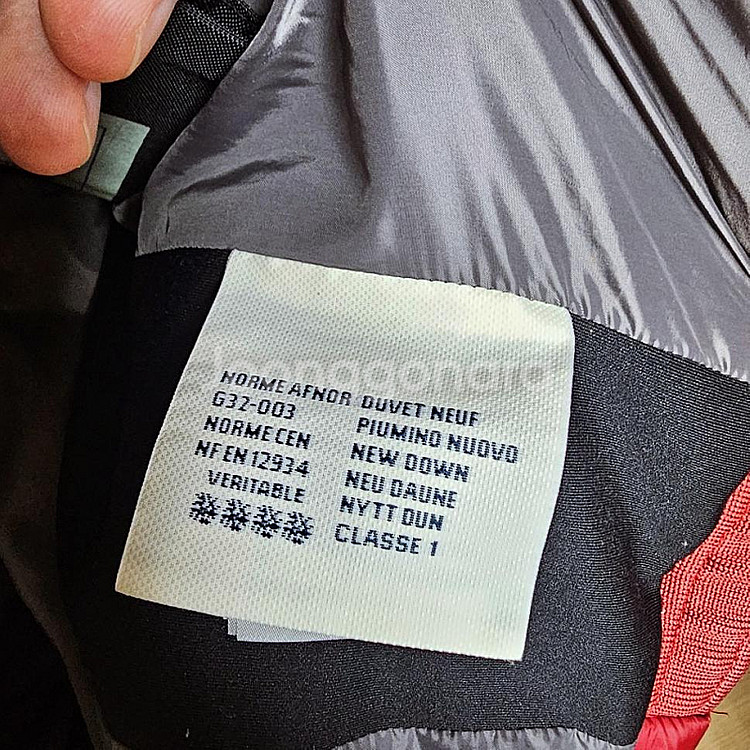 NORME AFNOR
G32-003
NORME CEN
NF EN 12934
VERITABLE
DUVET NEUF
PIUMINO NUOVO
NEW DOWN
NEU DAUNE
NYTT DUN
CLASSE 1